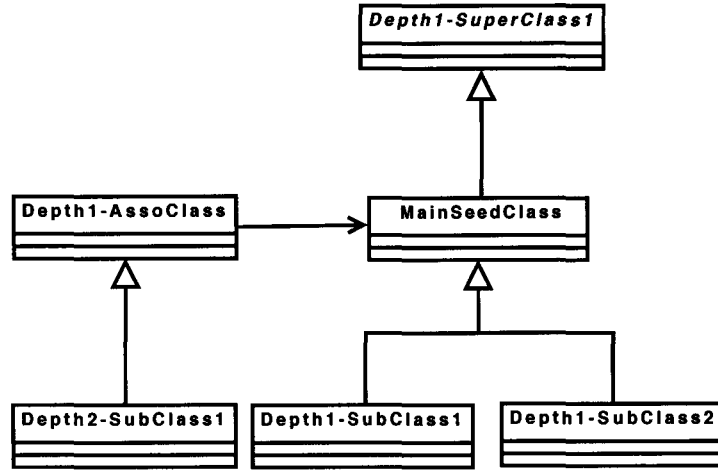 Depth1-SuperClass1
Depth1-AssoClass
MainSeedClass
Depth2-SubClass1
Depth1-SubClass1
Depth1-SubClass2